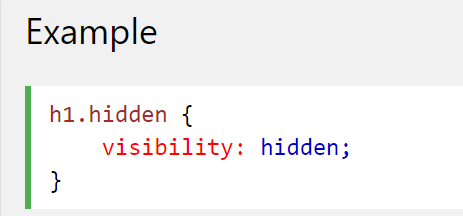 Example
h1.hidden {
    visibility: hidden;
}